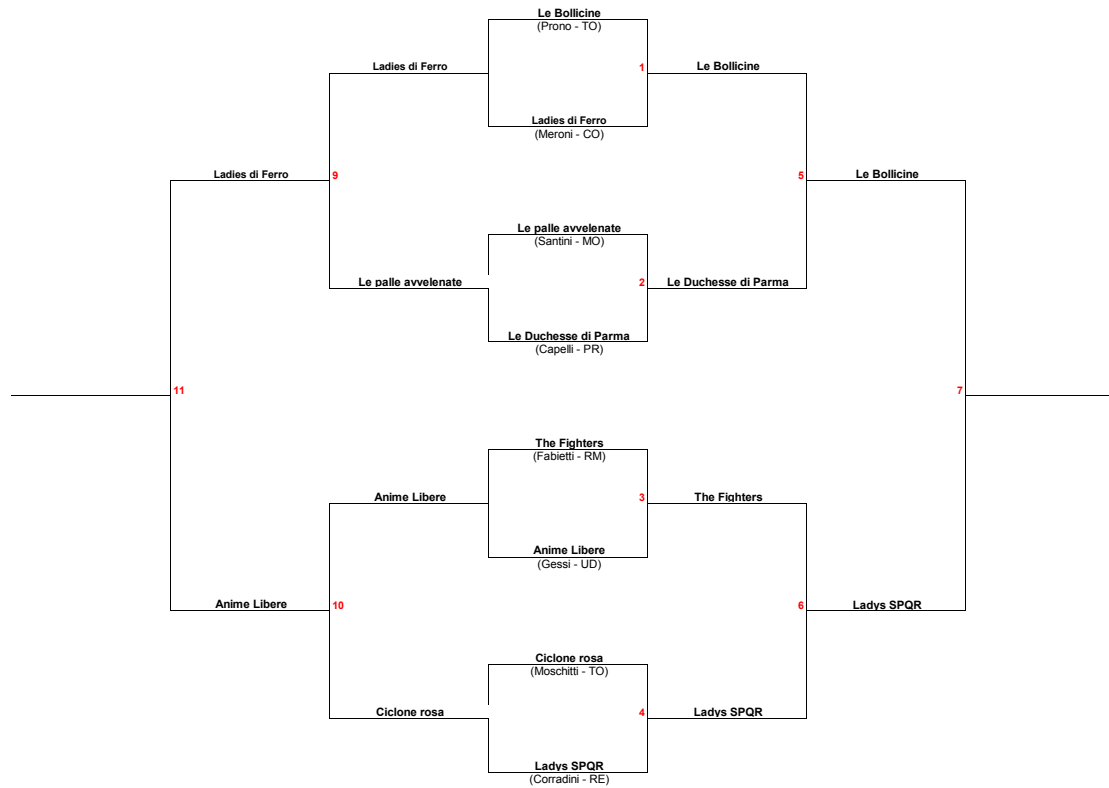 Le Bollicine
(Prono - TO)
Ladies di Ferro
1
Le Bollicine
Ladies di Ferro
(Meroni - CO)
Ladies di Ferro
9
5
Le Bollicine
Le palle avvelenate
(Santini - MO)
Le palle avvelenate
2
Le Duchesse di Parma
Le Duchesse di Parma
(Capelli - PR)
11
7
The Fighters
(Fabietti - RM)
Anime Libere
3
The Fighters
Anime Libere
(Gessi - UD)
Anime Libere
10
6
Ladys SPQR
Ciclone rosa
(Moschitti - TO)
Ciclone rosa
4
Ladys SPQR
Ladys SPQR
(Corradini - RE)